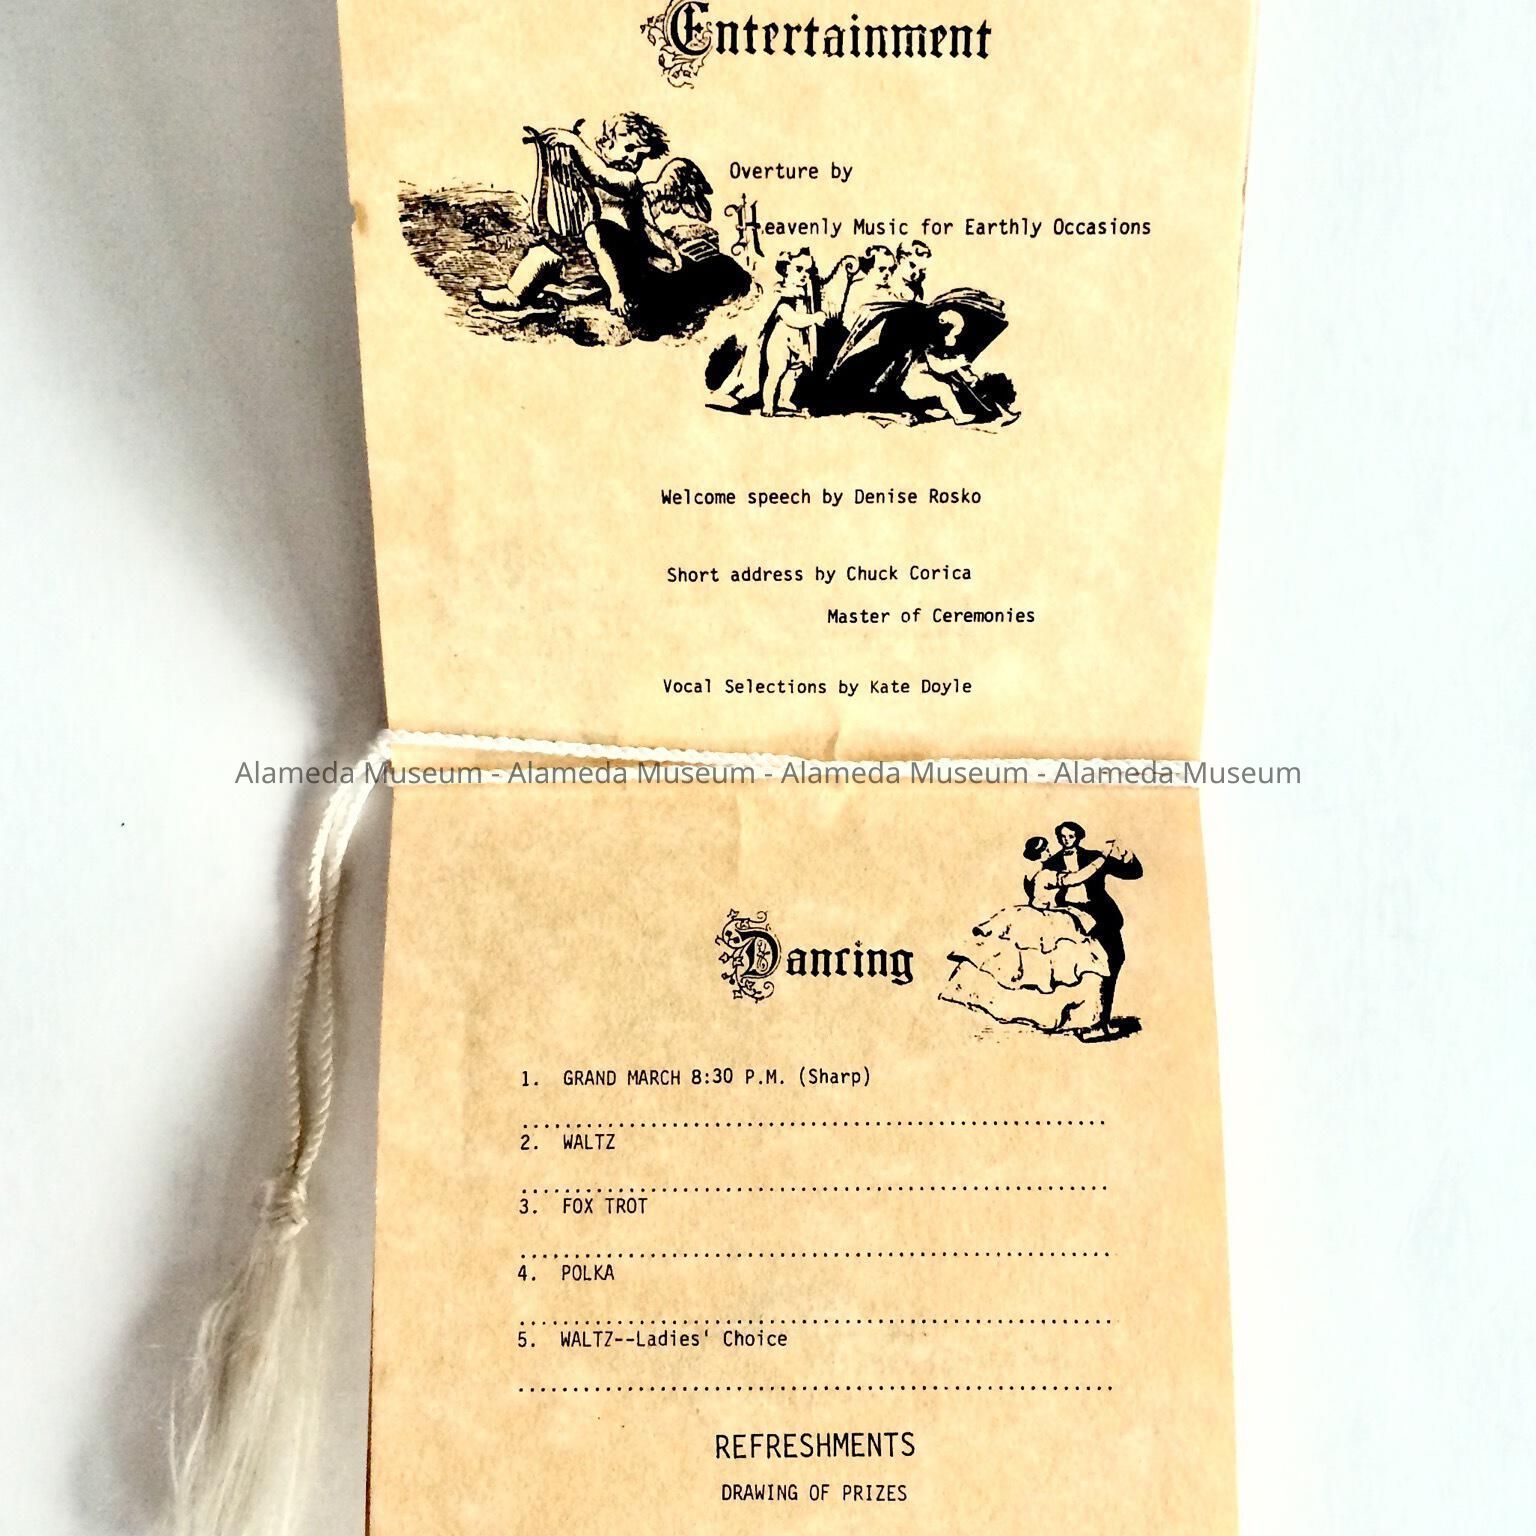 Entertainment
Overture by
Heavenly Music for Earthly Occasions
Welcome speech by Denise Rosko
Short address by Chuck Corica
Master of Ceremonies
Vocal Selections by Kate Doyle
Alameda Museum - Alameda Museum - Alameda Museum - Alameda Museum
Dancing
1. GRAND MARCH 8:30 P.M. (Sharp)
2. WALTZ
3. FOX TROT
4. POLKA
5. WALTZ--Ladies' Choice
REFRESHMENTS
DRAWING OF PRIZES